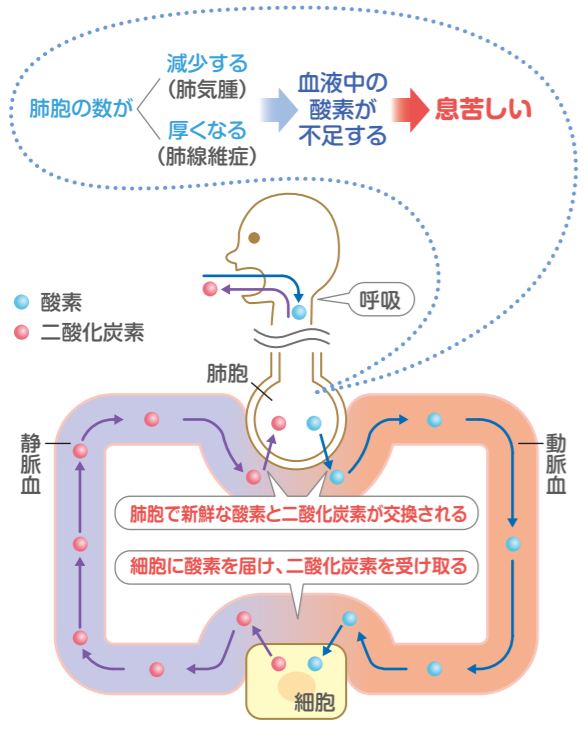 肺胞の数が
減少する
(肺気腫)
厚くなる
(肺線維症)
血液中の
酸素が
不足する
息苦しい
呼吸
酸素
二酸化炭素
肺胞
静脈血
動脈血
肺胞で新鮮な酸素と二酸化炭素が交換される
細胞に酸素を届け、二酸化炭素を受け取る
細胞